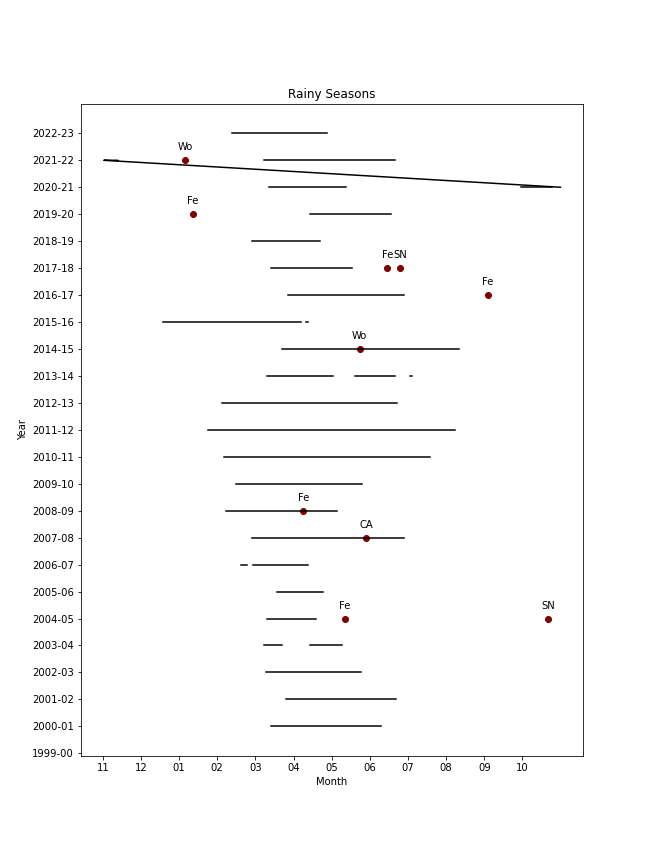 Rainy Seasons
2022-23
Wo
2021-22
2020-21
Fe
2019-20
2018-19
Fe SN
2017-18
Fe
2016-17
2015-16
Wo
2014-15
2013-14
2012-13
2011-12
Year
2010-11
2009-10
Fe
2008-09
CA
2007-08
2006-07
2005-06
Fe SN
2004-05
2003-04
2002-03
2001-02
2000-01
1999-00
11 12 01 02 03 04 05 06 07 08 09 10
Month